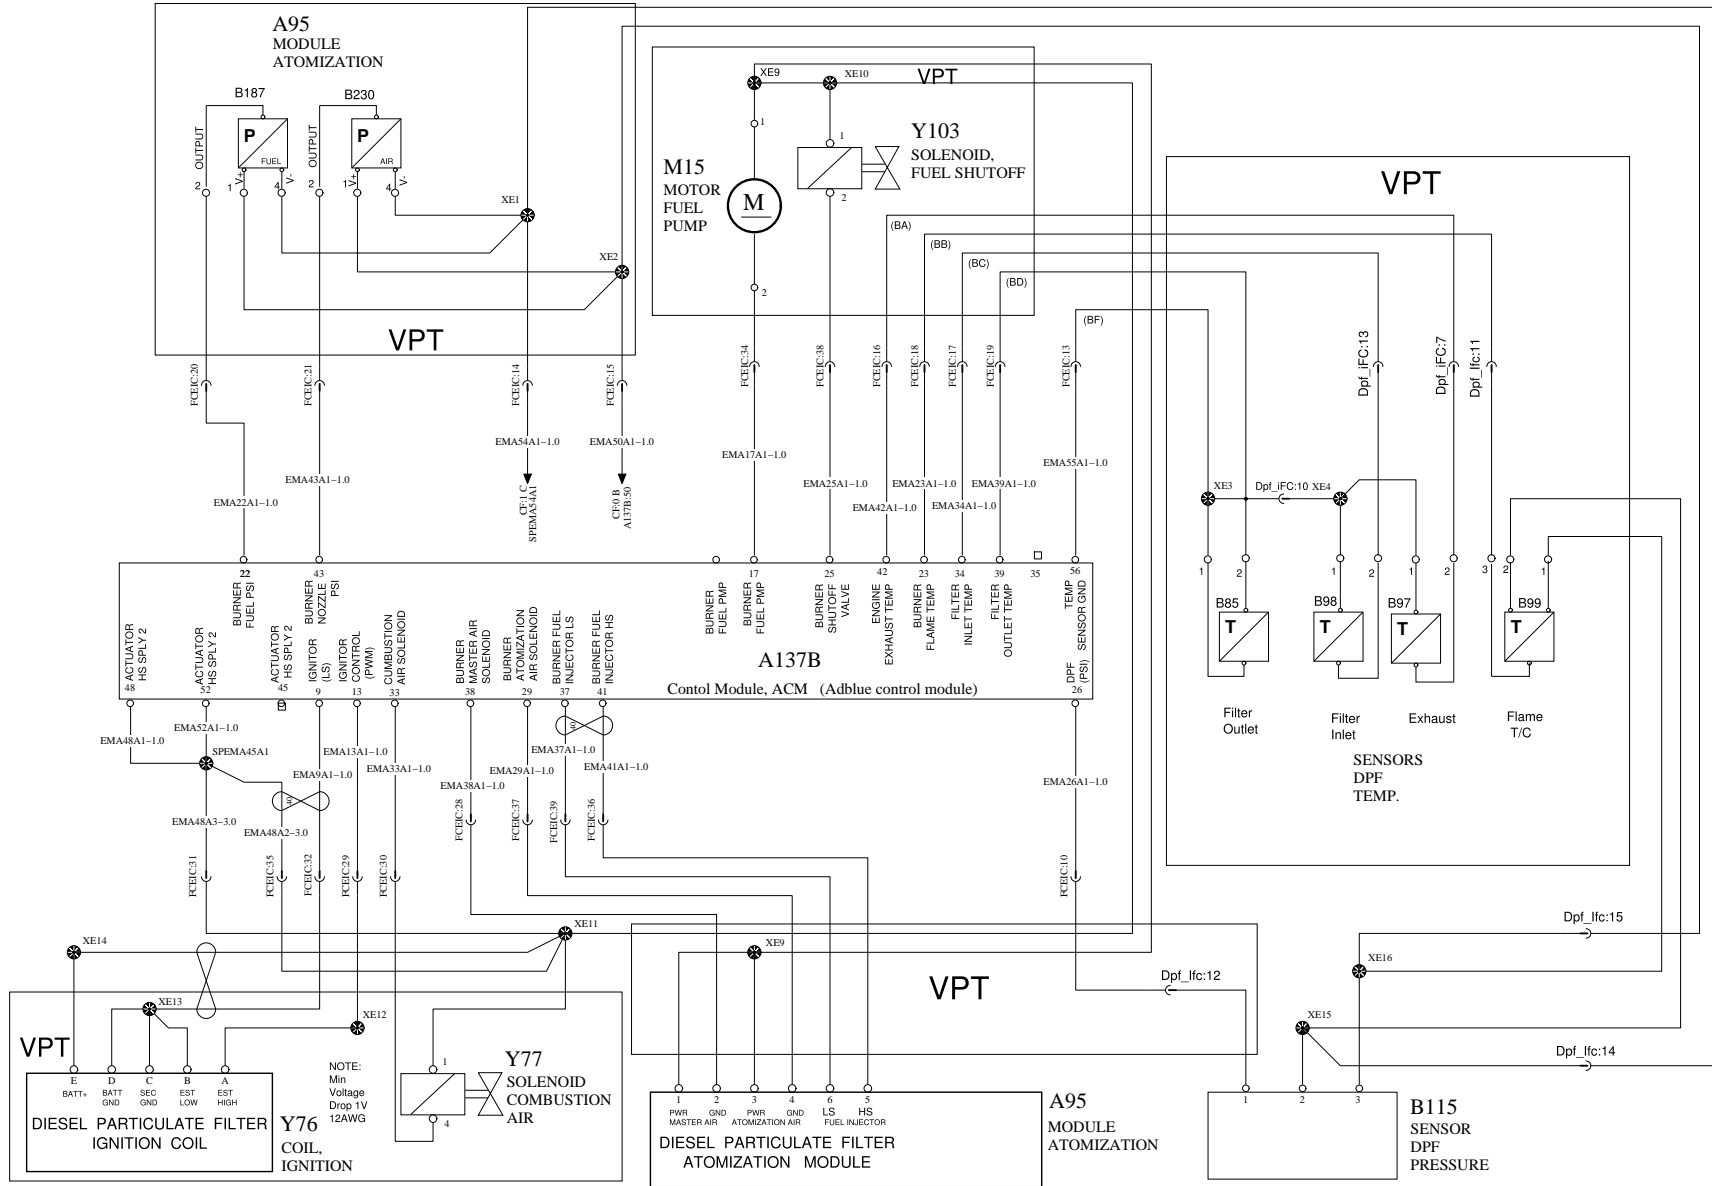 A95
MODULE
ATOMIZATION
B187
B230
OUTPUT
P
FUEL
OUTPUT
P
AIR
2
1
V+
4
V-
2
1
V+
4
V-
XE1
XE2
VPT
XE9
XE10
VPT
1
1
Y103
SOLENOID,
FUEL SHUTOFF
M15
MOTOR
FUEL
PUMP
M
2
2
(BA)
(BB)
(BC)
(BD)
(BF)
VPT
FCEIC:20
FCEIC:21
FCEIC:14
FCEIC:15
FCEIC:34
FCEIC:38
FCEIC:16
FCEIC:18
FCEIC:17
FCEIC:19
FCEIC:13
Dpf_iFC:13
Dpf_iFC:7
Dpf_Ifc:11
EMA54A1-1.0
EMA50A1-1.0
EMA17A1-1.0
EMA55A1-1.0
EMA43A1-1.0
EMA22A1-1.0
EMA25A1-1.0
EMA23A1-1.0
EMA39A1-1.0
EMA42A1-1.0
EMA34A1-1.0
CF:1 C
SPEMA54A1
CF:0 B
A137B:50
XE3
Dpf_iFC:10
XE4
1
2
1
2
1
2
3
2
1
B85
T
B98
T
B97
T
B99
T
Filter
Outlet
Filter
Inlet
Exhaust
Flame
T/C
SENSORS
DPF
TEMP.
22
BURNER
FUEL PSI
43
BURNER
NOZZLE
PSI
BURNER
FUEL PMP
17
BURNER
FUEL PMP
25
BURNER
SHUTOFF
VALVE
42
ENGINE
EXHAUST TEMP
23
BURNER
FLAME TEMP
34
FILTER
INLET TEMP
39
FILTER
OUTLET TEMP
35
56
TEMP
SENSOR GND
A137B
Contol Module, ACM (Adblue control module)
ACTUATOR
HS SPLY 2
48
ACTUATOR
HS SPLY 2
52
ACTUATOR
HS SPLY 2
45
IGNITOR
(LS)
9
IGNITOR
CONTROL
(PWM)
13
CUMBUSTION
AIR SOLENOID
33
BURNER
MASTER AIR
SOLENOID
38
BURNER
ATOMIZATION
AIR SOLENOID
29
BURNER FUEL
INJECTOR LS
37
BURNER FUEL
INJECTOR HS
41
DPF
(PSI)
26
EMA48A1-1.0
EMA52A1-1.0
SPEMA45A1
EMA9A1-1.0
EMA13A1-1.0
EMA33A1-1.0
EMA38A1-1.0
EMA29A1-1.0
EMA37A1-1.0
EMA41A1-1.0
40
40
EMA26A1-1.0
EMA48A3-3.0
EMA48A2-3.0
FCEIC:28
FCEIC:37
FCEIC:39
FCEIC:36
FCEIC:31
FCEIC:35
FCEIC:32
FCEIC:29
FCEIC:30
FCEIC:10
XE14
XE11
XE13
XE12
XE9
VPT
Dpf_Ifc:12
Dpf_Ifc:15
XE16
XE15
Dpf_Ifc:14
VPT
E
BATT+
D
BATT
GND
C
SEC
GND
B
EST
LOW
A
EST
HIGH
DIESEL PARTICULATE FILTER
IGNITION COIL
Y76
COIL,
IGNITION
NOTE:
Min
Voltage
Drop 1V
12AWG
1
4
Y77
SOLENOID
COMBUSTION
AIR
1 2 3 4 6 5
PWR GND PWR GND LS HS
MASTER AIR ATOMIZATION AIR FUEL INJECTOR
DIESEL PARTICULATE FILTER
ATOMIZATION MODULE
A95
MODULE
ATOMIZATION
1 2 3
B115
SENSOR
DPF
PRESSURE